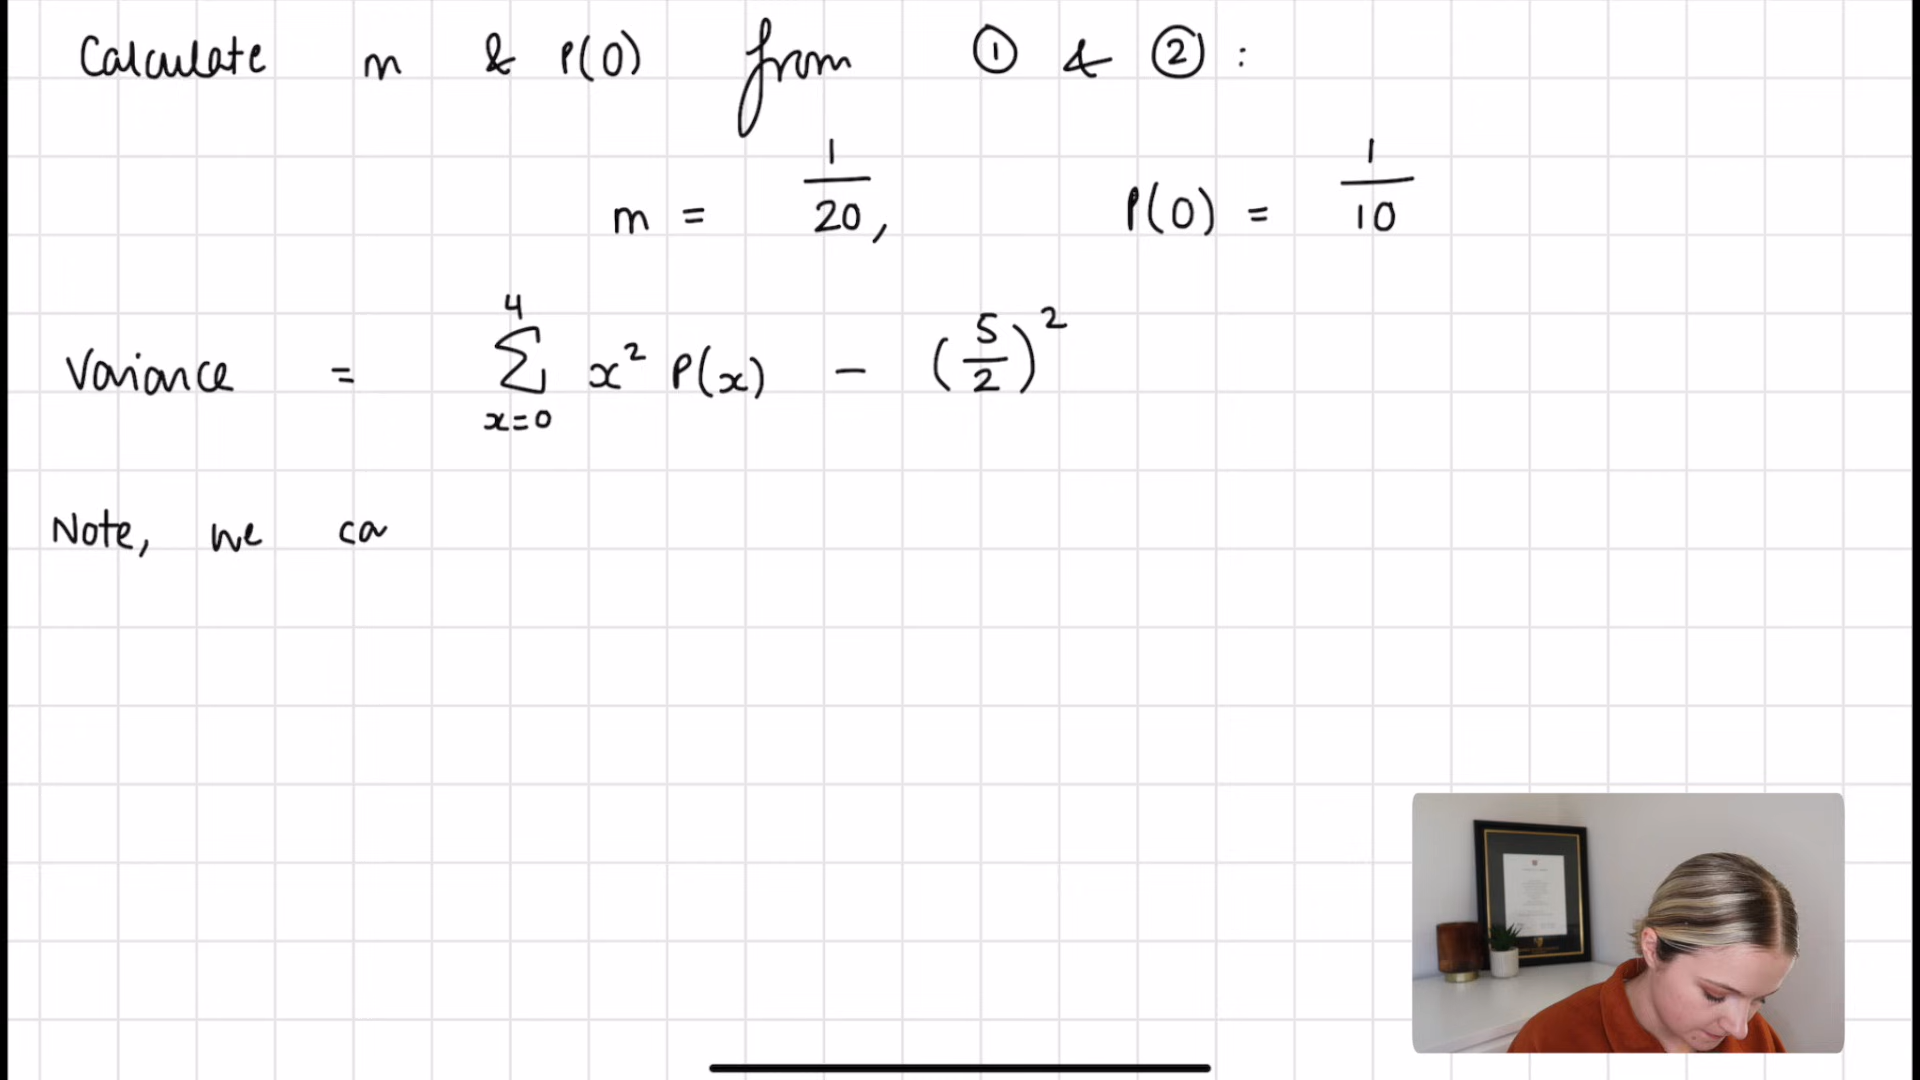 Calculate m & P(0) from ① & ② :
m = 1/20, P(0) = 1/10
Variance = ∑_{x=0}^{4} x² P(x) − (5/2)²
Note, we ca